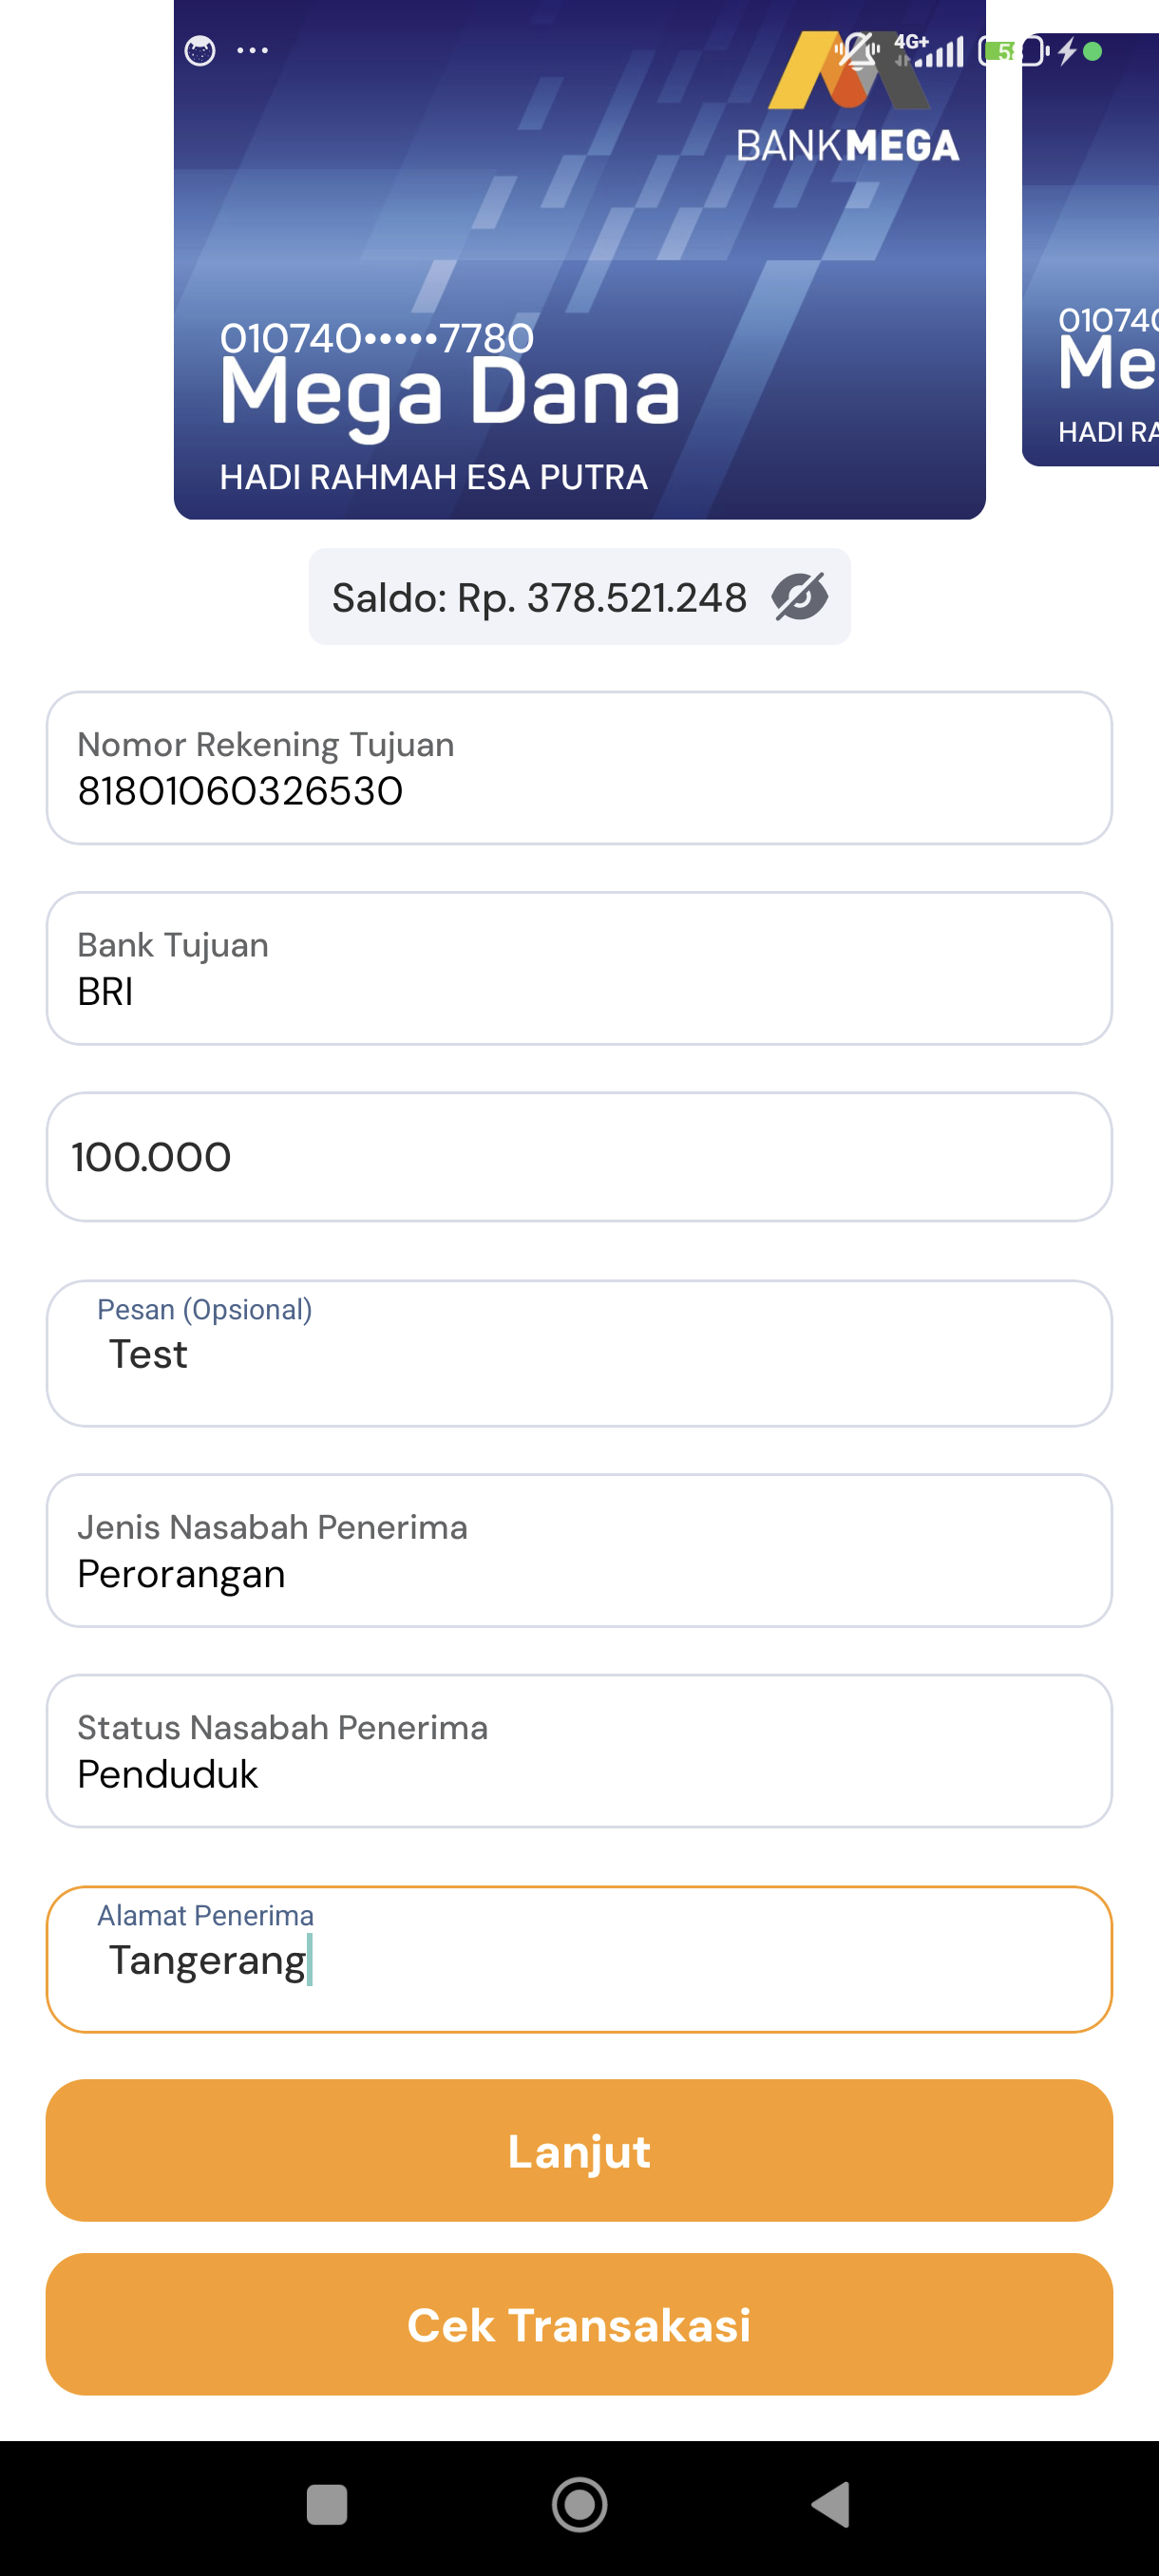 4G+
BANKMEGA
010740•••••7780
Mega Dana
HADI RAHMAH ESA PUTRA
010740
Me
HADI RA
Saldo: Rp. 378.521.248
Nomor Rekening Tujuan
81801060326530
Bank Tujuan
BRI
100.000
Pesan (Opsional)
Test
Jenis Nasabah Penerima
Perorangan
Status Nasabah Penerima
Penduduk
Alamat Penerima
Tangerang
Lanjut
Cek Transakasi